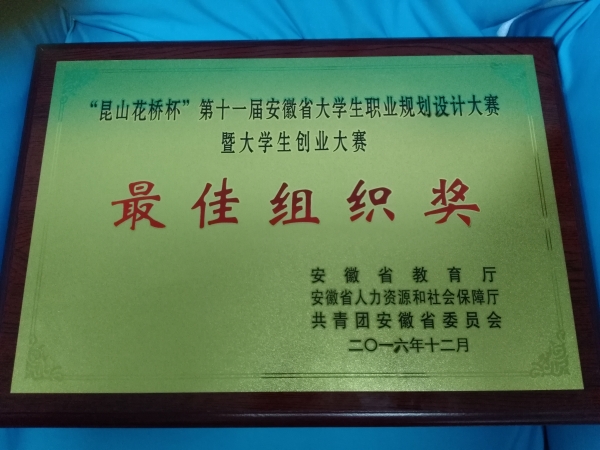 “昆山花桥杯”第十一届安徽省大学生职业规划设计大赛
暨大学生创业大赛
最佳组织奖
安徽省教育厅
安徽省人力资源和社会保障厅
共青团安徽省委员会
二〇一六年十二月